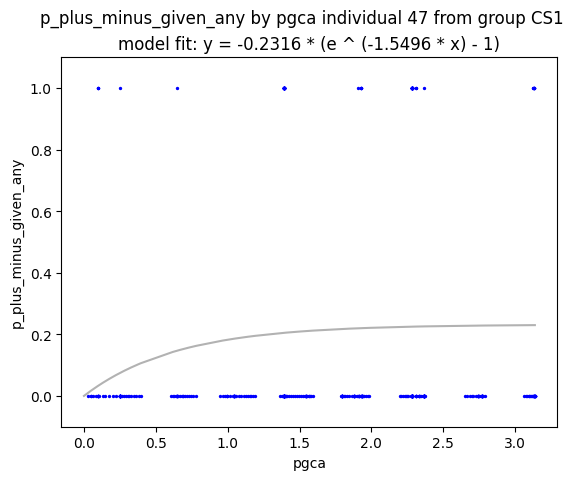 p_plus_minus_given_any by pgca individual 47 from group CS1
model fit: y = -0.2316 * (e ^ (-1.5496 * x) - 1)
1.0
0.8
0.6
0.4
0.2
0.0
p_plus_minus_given_any
0.0 0.5 1.0 1.5 2.0 2.5 3.0
pgca